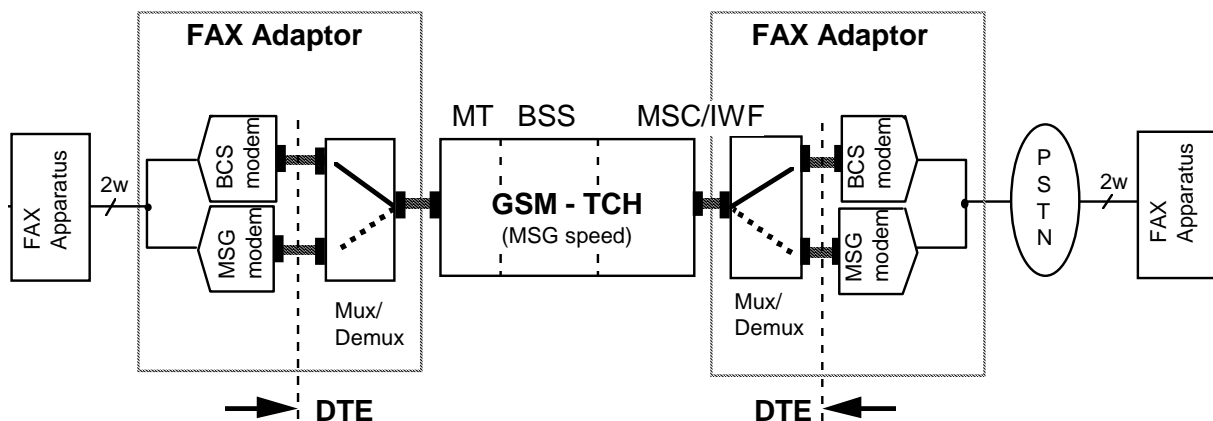 FAX Adaptor
FAX Adaptor
MT
BSS
MSC/IWF
FAX
Apparatus
2w
BCS
modem
MSG
modem
Mux/
Demux
GSM - TCH
(MSG speed)
Mux/
Demux
BCS
modem
MSG
modem
P
S
T
N
2w
FAX
Apparatus
DTE
DTE